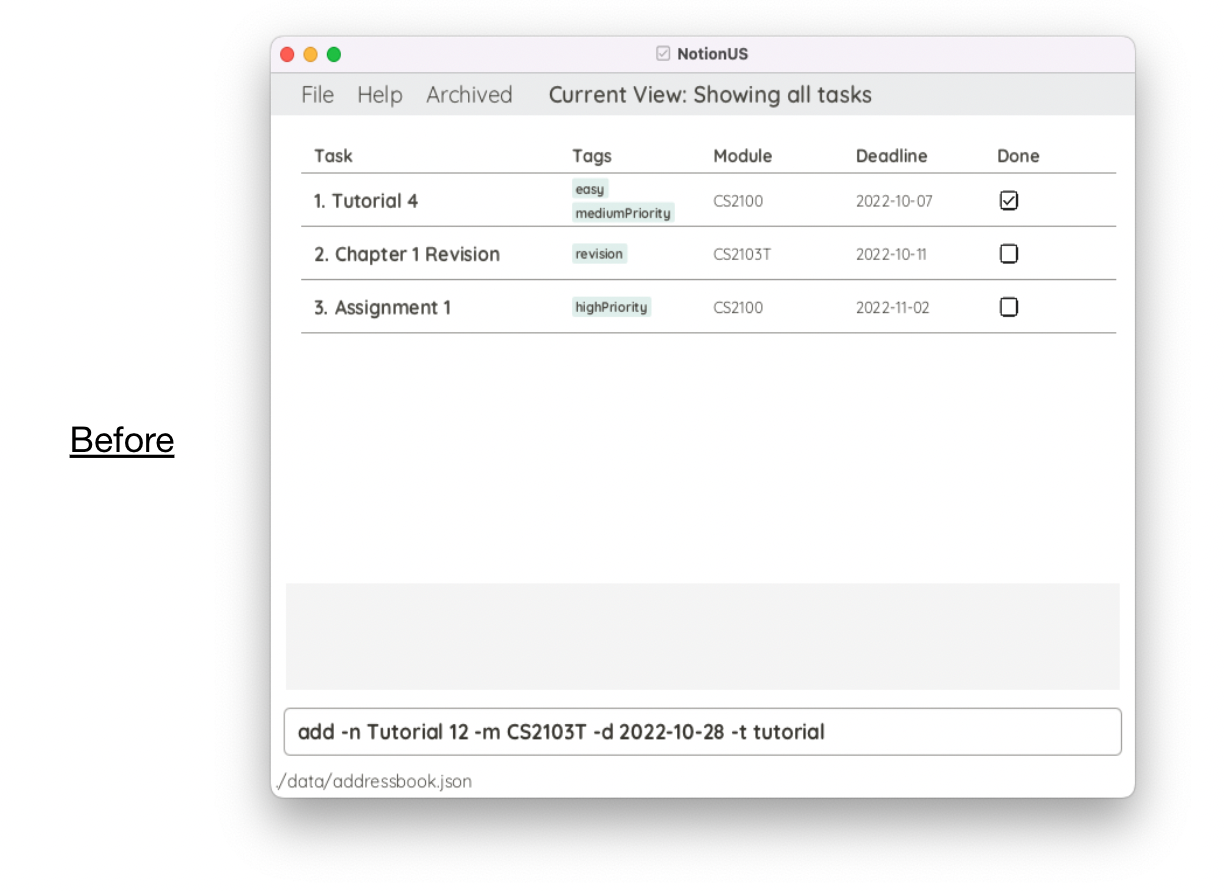 NotionUS
File Help Archived Current View: Showing all tasks
Task Tags Module Deadline Done
1. Tutorial 4 easy mediumPriority CS2100 2022-10-07
2. Chapter 1 Revision revision CS2103T 2022-10-11
3. Assignment 1 highPriority CS2100 2022-11-02
Before
add -n Tutorial 12 -m CS2103T -d 2022-10-28 -t tutorial
./data/addressbook.json